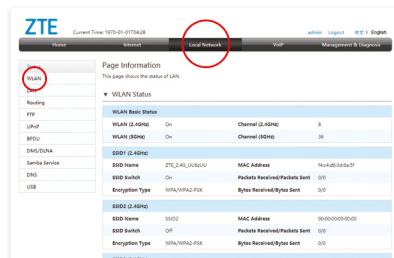 ZTE
Current Time: 1970-01-01T04:28
admin Logout 中文 | English
Home Internet Local Network VoIP Management & Diagnosis
Status
WLAN
LAN
Routing
FTP
UPnP
BPDU
DMS/DLNA
Samba Service
DNS
USB
Page Information
This page shows the status of LAN.
▼ WLAN Status
WLAN Basic Status
WLAN (2.4GHz) On Channel (2.4GHz) 8
WLAN (5GHz) On Channel (5GHz) 36
SSID1 (2.4GHz)
SSID Name MAC Address
SSID Switch On Packets Received/Packets Sent 0/0
Encryption Type WPA/WPA2-PSK Bytes Received/Bytes Sent 0/0
SSID2 (2.4GHz)
SSID Name SSID2 MAC Address 00:00:00:00:00:00
SSID Switch Off Packets Received/Packets Sent 0/0
Encryption Type WPA/WPA2-PSK Bytes Received/Bytes Sent 0/0